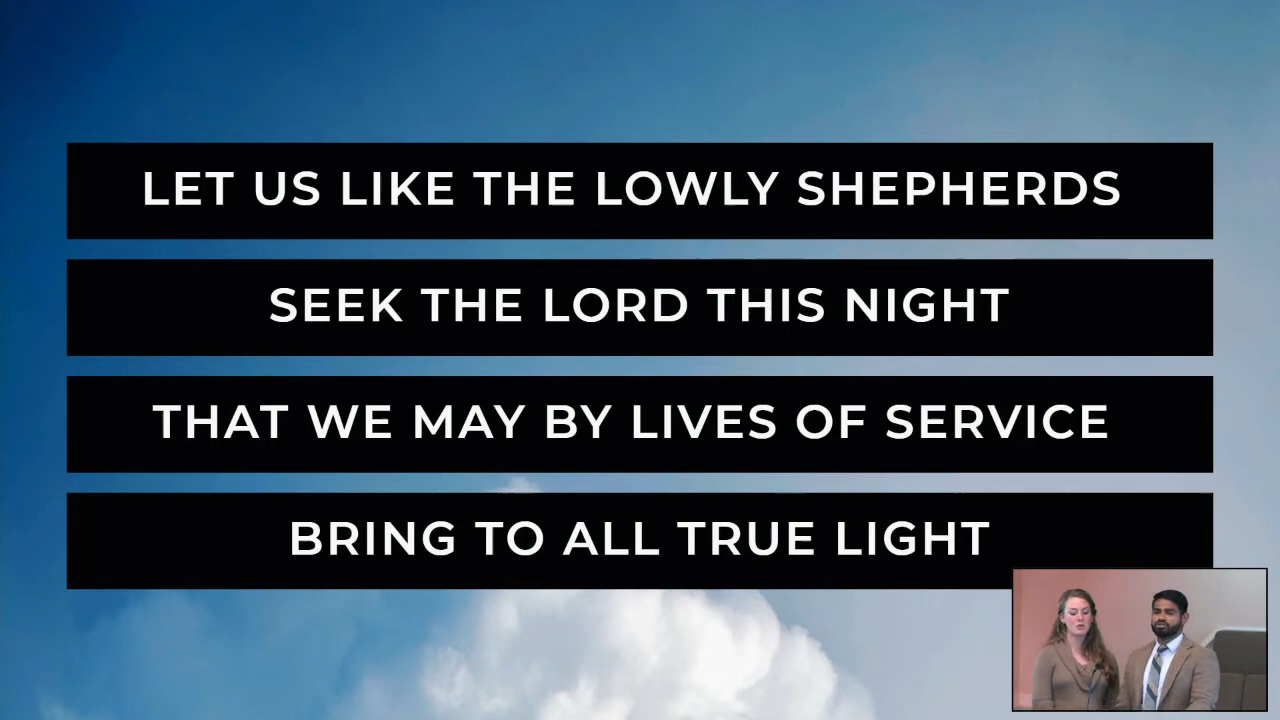 LET US LIKE THE LOWLY SHEPHERDS
SEEK THE LORD THIS NIGHT
THAT WE MAY BY LIVES OF SERVICE
BRING TO ALL TRUE LIGHT